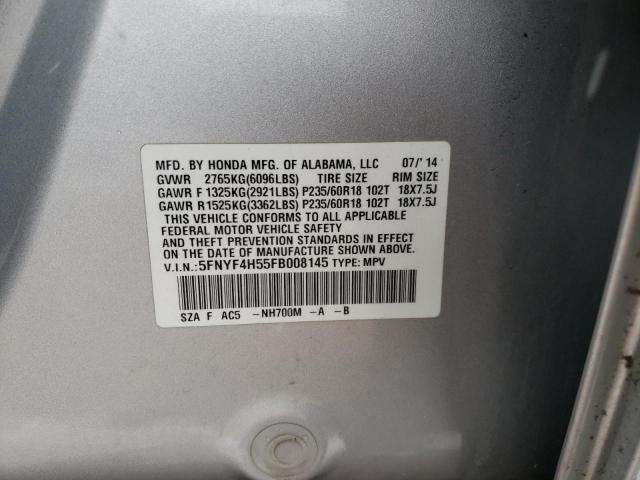 MFD. BY HONDA MFG. OF ALABAMA, LLC 07/'14
GVWR 2765KG(6096LBS) TIRE SIZE RIM SIZE
GAWR F 1325KG(2921LBS) P235/60R18 102T 18X7.5J
GAWR R1525KG(3362LBS) P235/60R18 102T 18X7.5J
THIS VEHICLE CONFORMS TO ALL APPLICABLE
FEDERAL MOTOR VEHICLE SAFETY
AND THEFT PREVENTION STANDARDS IN EFFECT
ON THE DATE OF MANUFACTURE SHOWN ABOVE.
V.I.N.:5FNYF4H55FB008145 TYPE: MPV
SZA F AC5 -NH700M -A -B